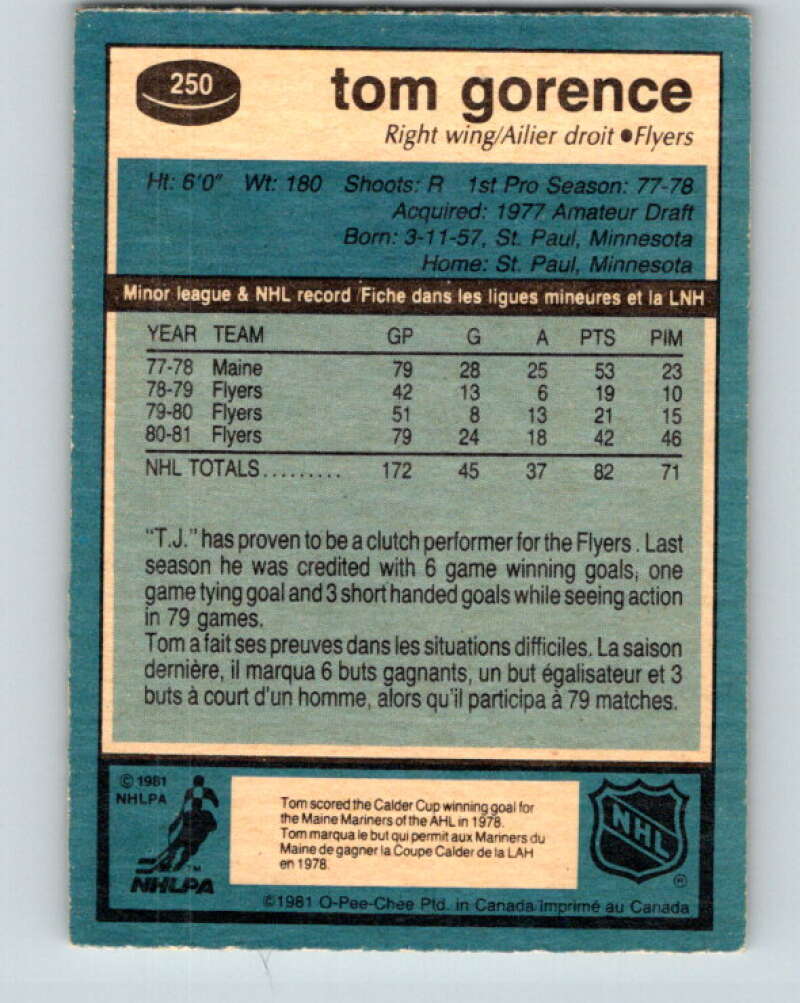 250
tom gorence
Right wing/Ailier droit ●Flyers
Ht: 6'0" Wt: 180 Shoots: R 1st Pro Season: 77-78
Acquired: 1977 Amateur Draft
Born: 3-11-57, St. Paul, Minnesota
Home: St. Paul, Minnesota
Minor league & NHL record /Fiche dans les ligues mineures et la LNH
YEAR TEAM GP G A PTS PIM
77-78 Maine 79 28 25 53 23
78-79 Flyers 42 13 6 19 10
79-80 Flyers 51 8 13 21 15
80-81 Flyers 79 24 18 42 46
NHL TOTALS......... 172 45 37 82 71
"T.J." has proven to be a clutch performer for the Flyers. Last
season he was credited with 6 game winning goals, one
game tying goal and 3 short handed goals while seeing action
in 79 games.
Tom a fait ses preuves dans les situations difficiles. La saison
dernière, il marqua 6 buts gagnants, un but égalisateur et 3
buts à court d'un homme, alors qu'il participa à 79 matches.
© 1981
NHLPA
TM
NHLPA
Tom scored the Calder Cup winning goal for
the Maine Mariners of the AHL in 1978.
Tom marqua le but qui permit aux Mariners du
Maine de gagner la Coupe Calder de la LAH
en 1978.
NHL
®
©1981 O-Pee-Chee Ptd. in Canada/Imprimé au Canada